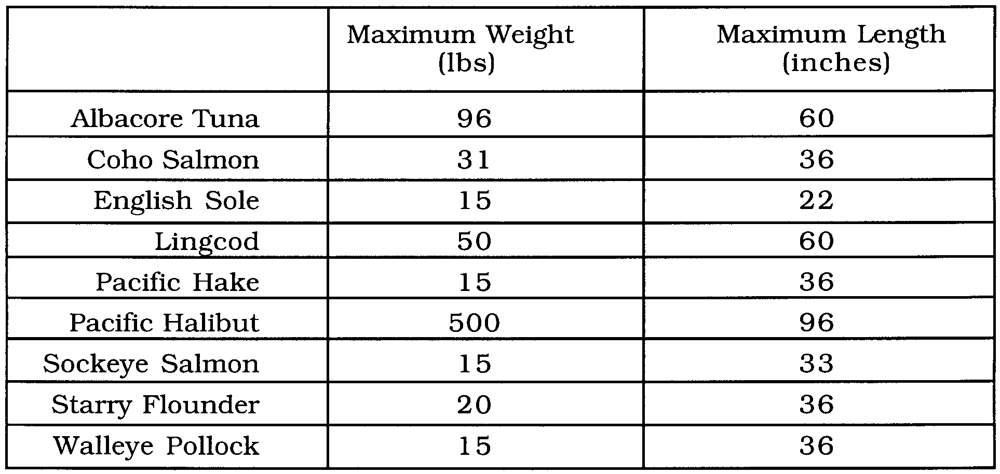 Maximum Weight Maximum Length
(lbs) (inches)
Albacore Tuna 96 60
Coho Salmon 31 36
English Sole 15 22
Lingcod 50 60
Pacific Hake 15 36
Pacific Halibut 500 96
Sockeye Salmon 15 33
Starry Flounder 20 36
Walleye Pollock 15 36